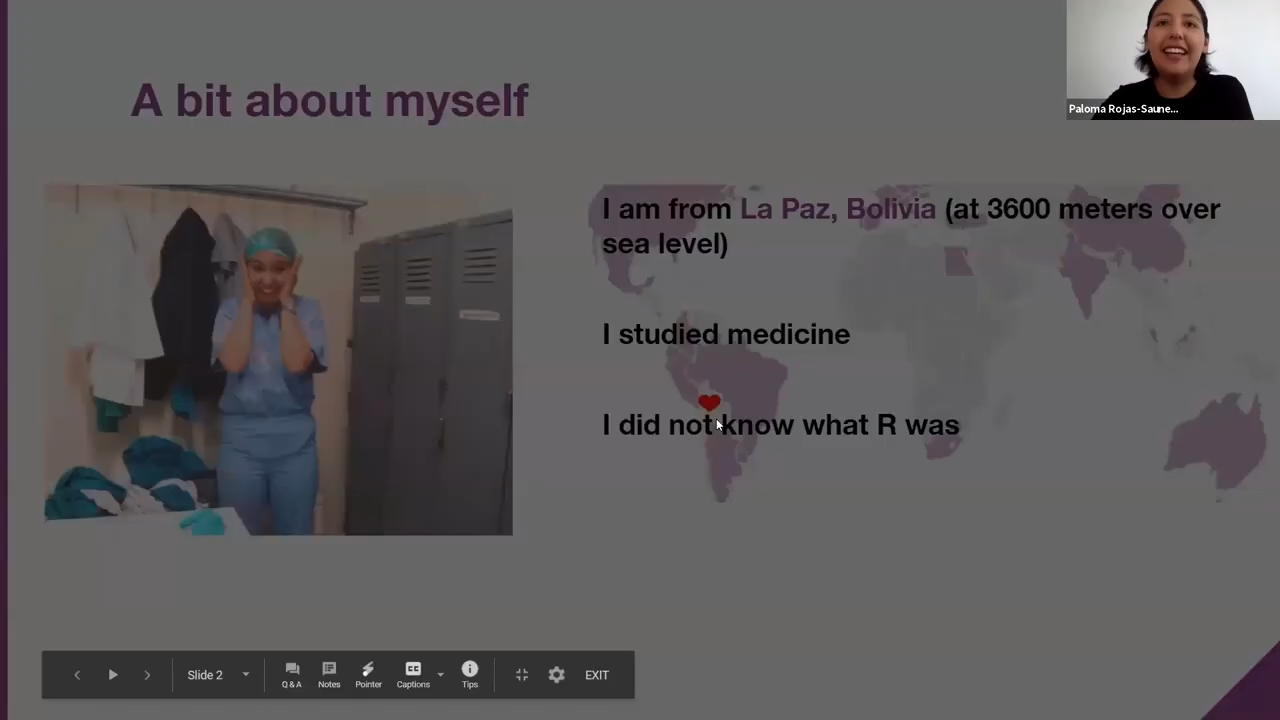 A bit about myself
Paloma Rojas-Saune...
I am from La Paz, Bolivia (at 3600 meters over
sea level)
I studied medicine
I did not know what R was
Slide 2
Q & A
Notes
Pointer
CC
Captions
Tips
EXIT